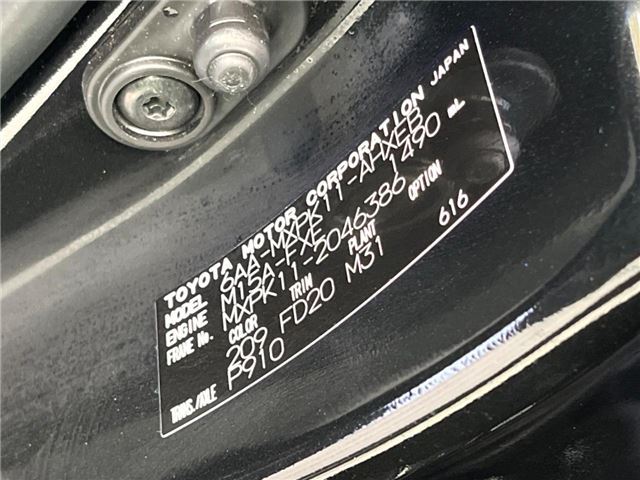 TOYOTA MOTOR CORPORATION JAPAN
MODEL 6AA-MXPK11-AHXEB
ENGINE M15A-FXE 1490 mL
FRAME No. MXPK11-2046386
COLOR TRIM PLANT OPTION
209 FD20 M31 616
TRANS./AXLE P910